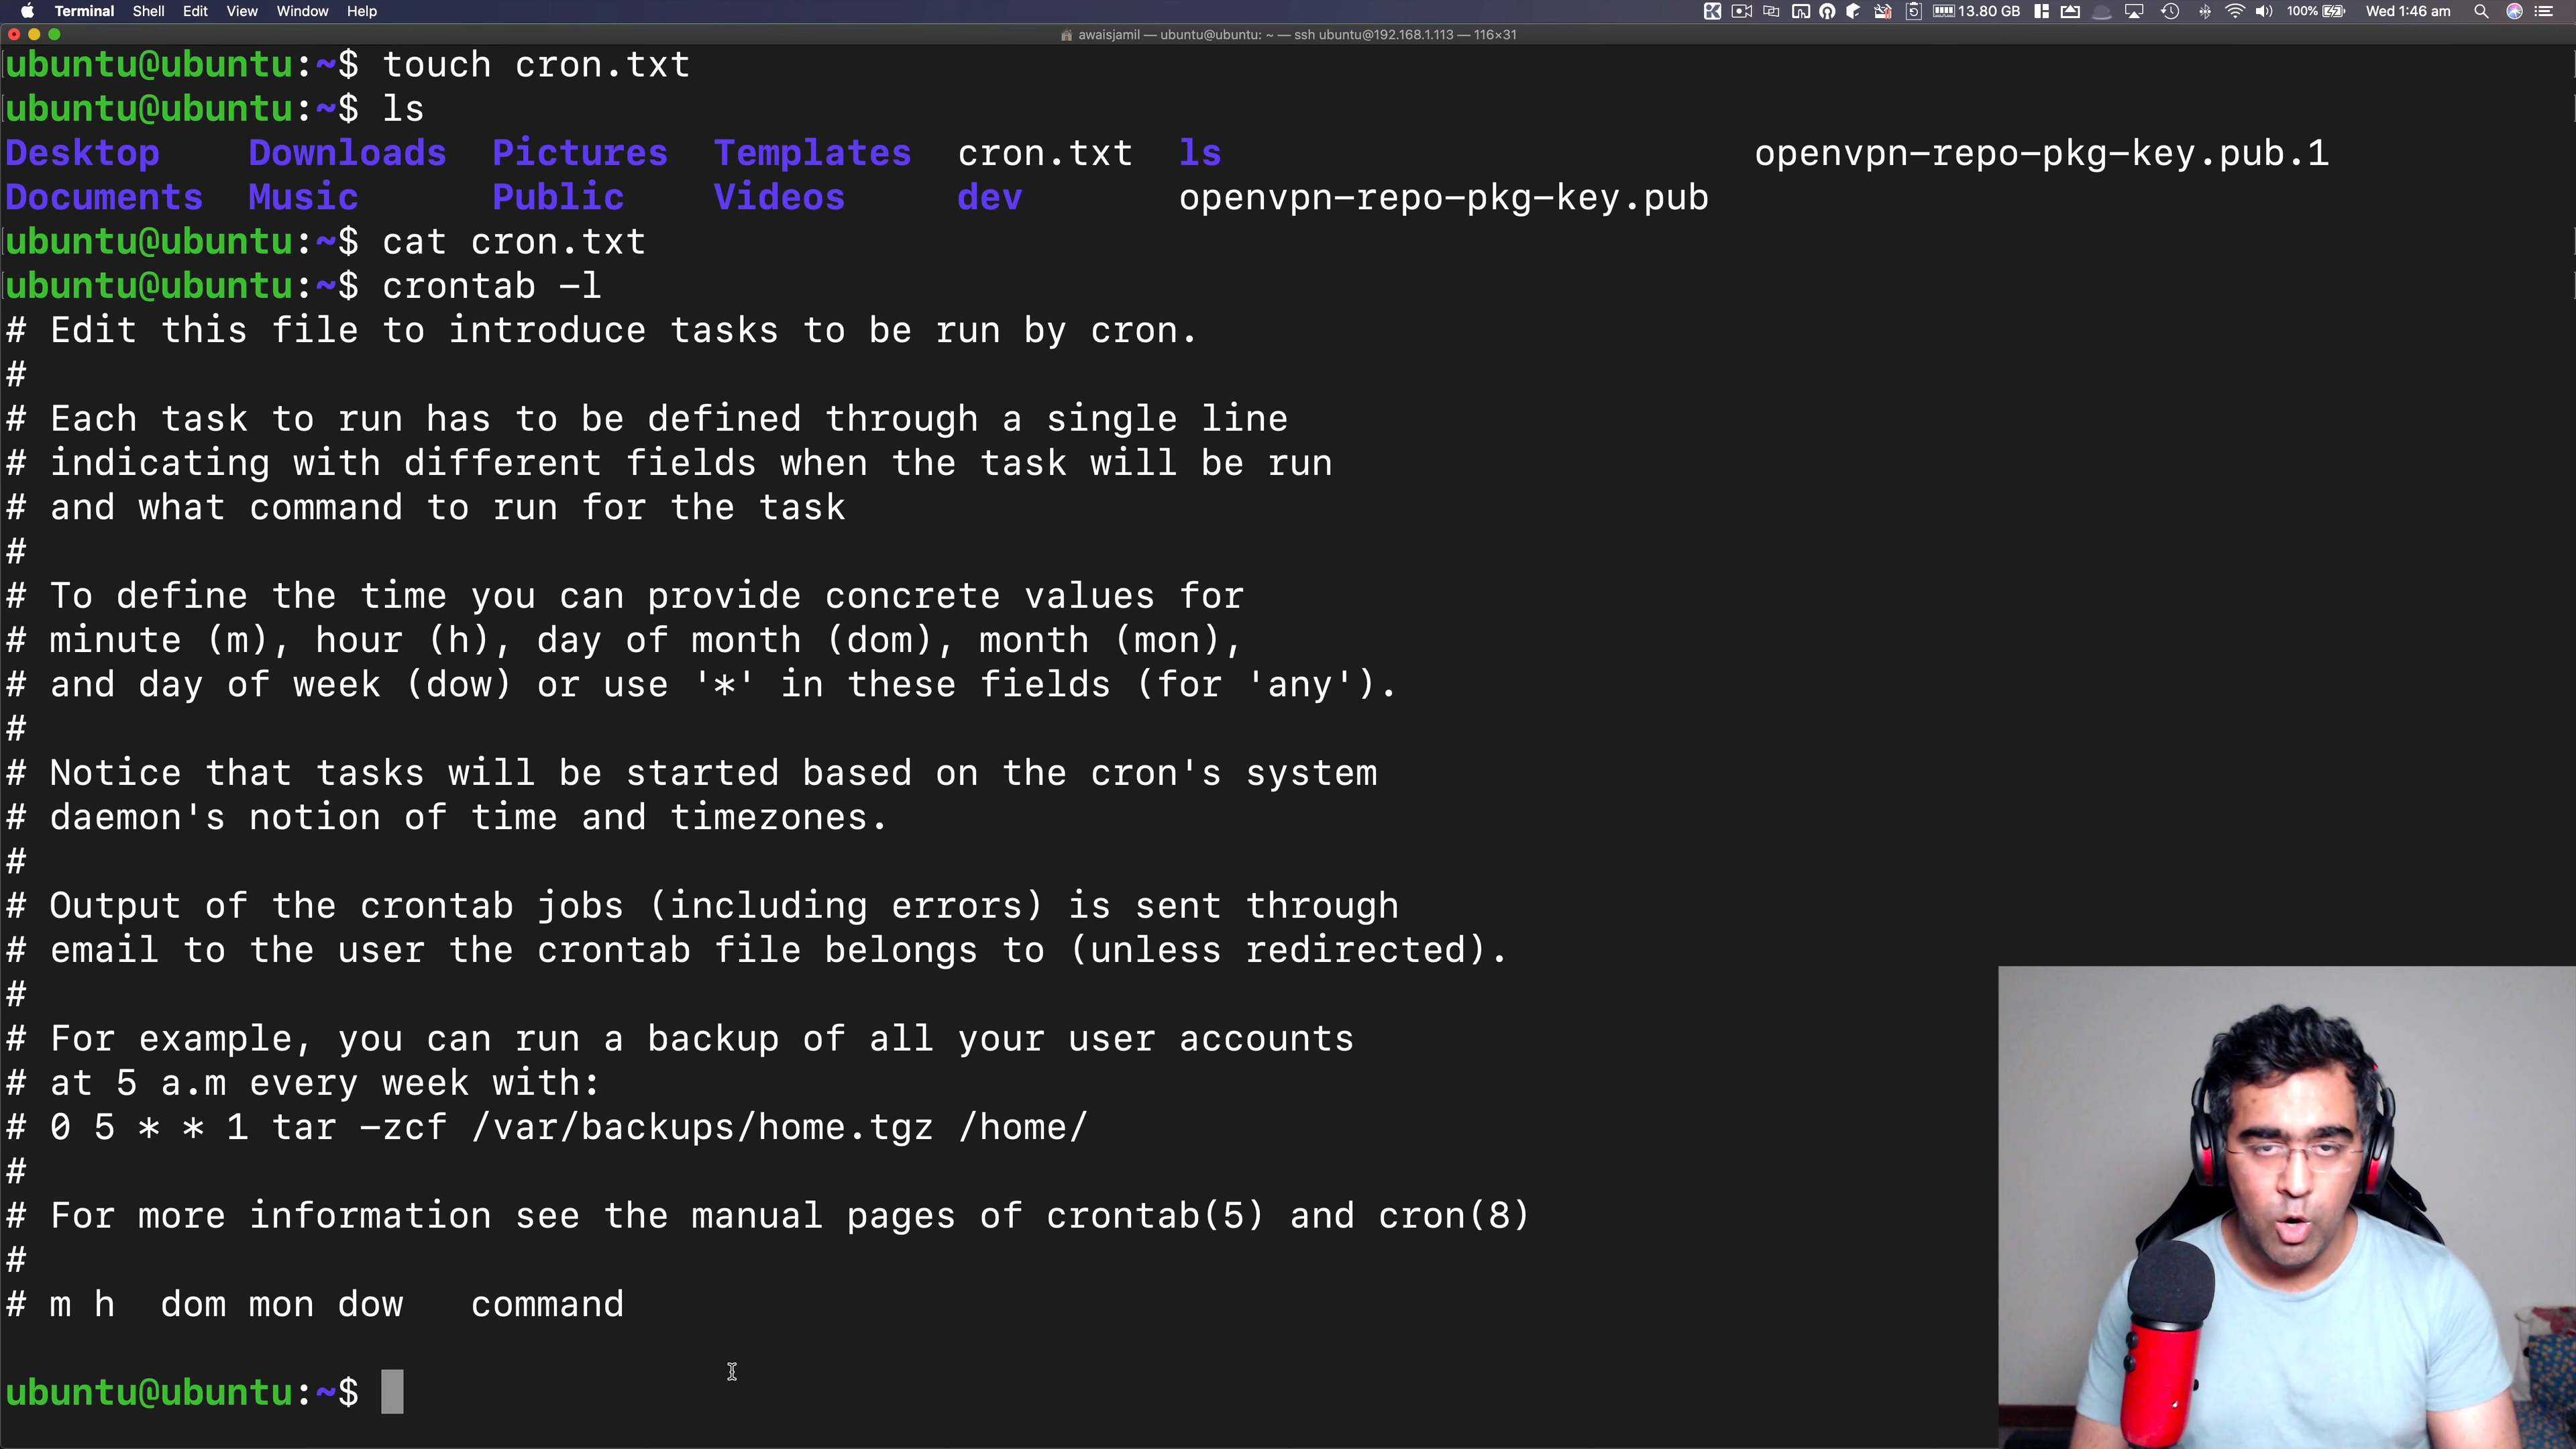 Terminal Shell Edit View Window Help 13.80 GB 100% Wed 1:46 am
awaisjamil — ubuntu@ubuntu: ~ — ssh ubuntu@192.168.1.113 — 116×31
ubuntu@ubuntu:~$ touch cron.txt
ubuntu@ubuntu:~$ ls
Desktop Downloads Pictures Templates cron.txt ls openvpn-repo-pkg-key.pub.1
Documents Music Public Videos dev openvpn-repo-pkg-key.pub
ubuntu@ubuntu:~$ cat cron.txt
ubuntu@ubuntu:~$ crontab -l
# Edit this file to introduce tasks to be run by cron.
#
# Each task to run has to be defined through a single line
# indicating with different fields when the task will be run
# and what command to run for the task
#
# To define the time you can provide concrete values for
# minute (m), hour (h), day of month (dom), month (mon),
# and day of week (dow) or use '*' in these fields (for 'any').
#
# Notice that tasks will be started based on the cron's system
# daemon's notion of time and timezones.
#
# Output of the crontab jobs (including errors) is sent through
# email to the user the crontab file belongs to (unless redirected).
#
# For example, you can run a backup of all your user accounts
# at 5 a.m every week with:
# 0 5 * * 1 tar -zcf /var/backups/home.tgz /home/
#
# For more information see the manual pages of crontab(5) and cron(8)
#
# m h  dom mon dow   command
ubuntu@ubuntu:~$